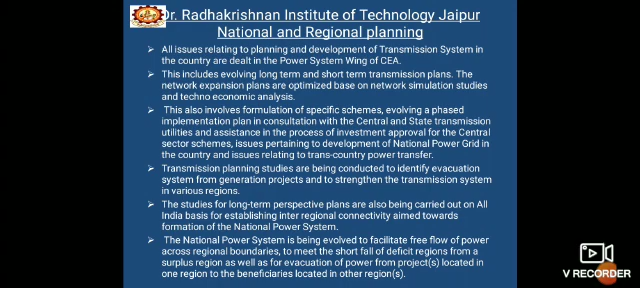 Dr. Radhakrishnan Institute of Technology Jaipur
National and Regional planning
➢ All issues relating to planning and development of Transmission System in
the country are dealt in the Power System Wing of CEA.
➢ This includes evolving long term and short term transmission plans. The
network expansion plans are optimized base on network simulation studies
and techno economic analysis.
➢ This also involves formulation of specific schemes, evolving a phased
implementation plan in consultation with the Central and State transmission
utilities and assistance in the process of investment approval for the Central
sector schemes, issues pertaining to development of National Power Grid in
the country and issues relating to trans-country power transfer.
➢ Transmission planning studies are being conducted to identify evacuation
system from generation projects and to strengthen the transmission system
in various regions.
➢ The studies for long-term perspective plans are also being carried out on All
India basis for establishing inter regional connectivity aimed towards
formation of the National Power System.
➢ The National Power System is being evolved to facilitate free flow of power
across regional boundaries, to meet the short fall of deficit regions from a
surplus region as well as for evacuation of power from project(s) located in
one region to the beneficiaries located in other region(s).
V RECORDER